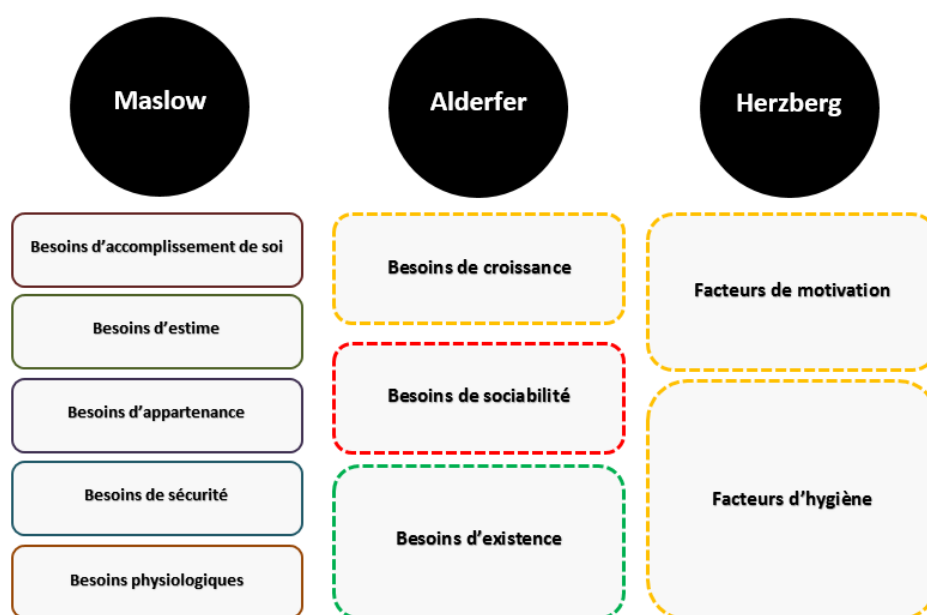 Maslow
Alderfer
Herzberg
Besoins d’accomplissement de soi
Besoins d’estime
Besoins d’appartenance
Besoins de sécurité
Besoins physiologiques
Besoins de croissance
Besoins de sociabilité
Besoins d’existence
Facteurs de motivation
Facteurs d’hygiène